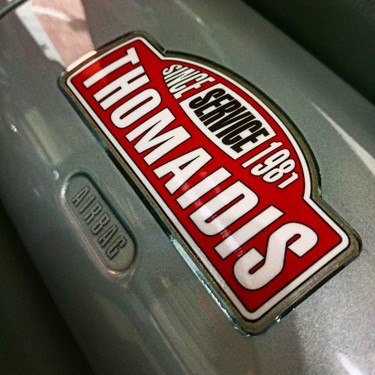 SINCE SERVICE 1981
THOMAIDIS
AIRBAG